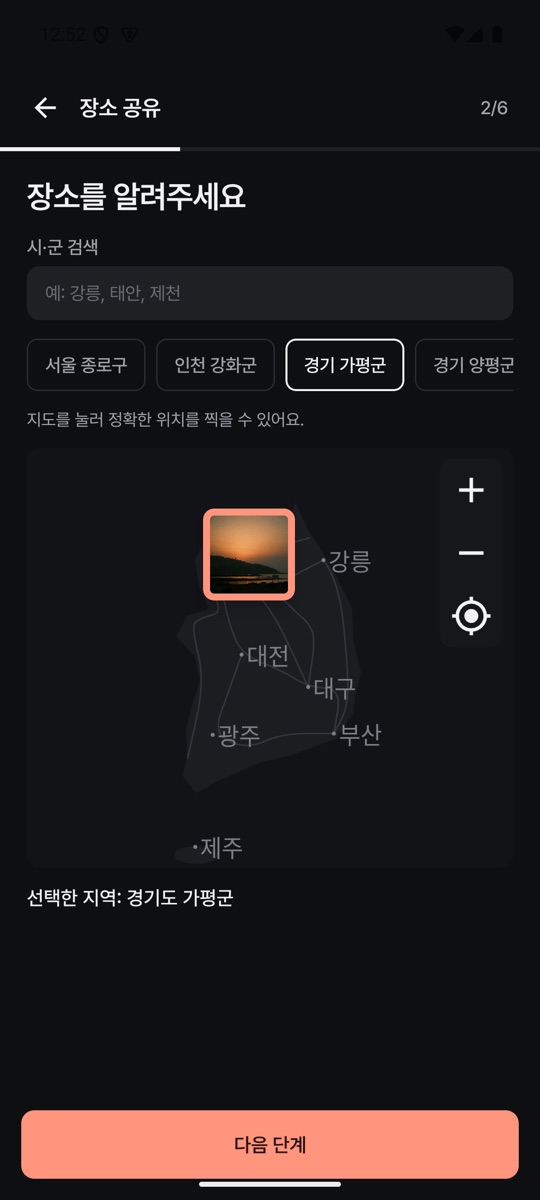 12:52
장소 공유
2/6
장소를 알려주세요
시·군 검색
예: 강릉, 태안, 제천
서울 종로구
인천 강화군
경기 가평군
경기 양평군
지도를 눌러 정확한 위치를 찍을 수 있어요.
강릉
대전
대구
광주
부산
제주
선택한 지역: 경기도 가평군
다음 단계